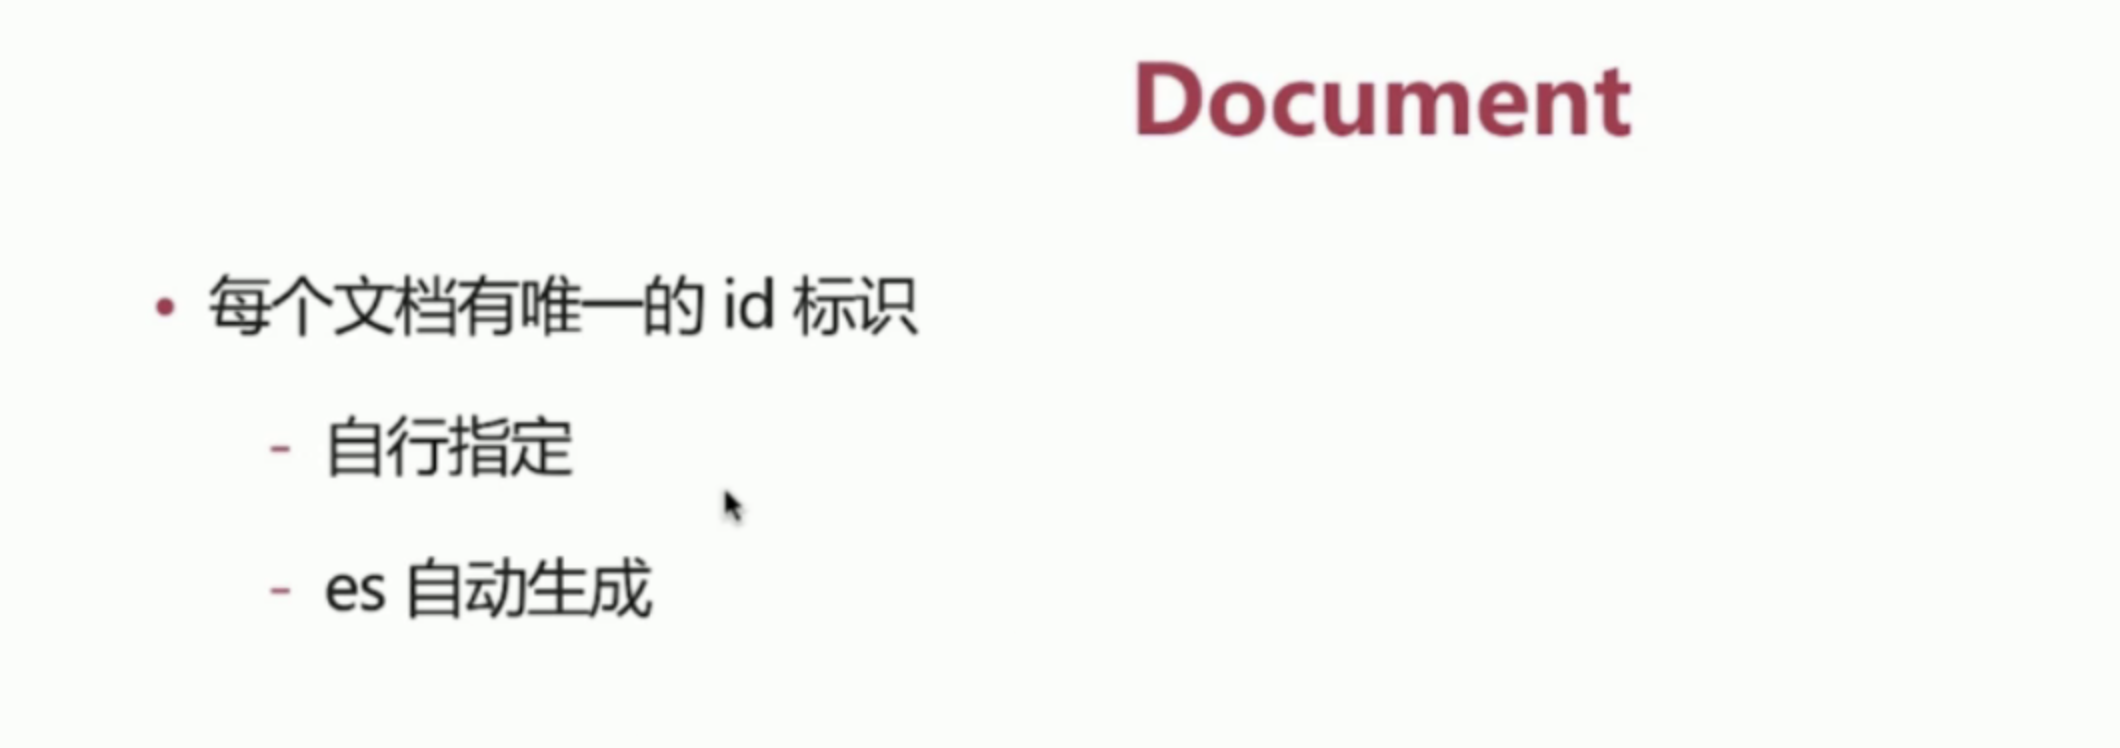 Document
• 每个文档有唯一的 id 标识
- 自行指定
- es 自动生成